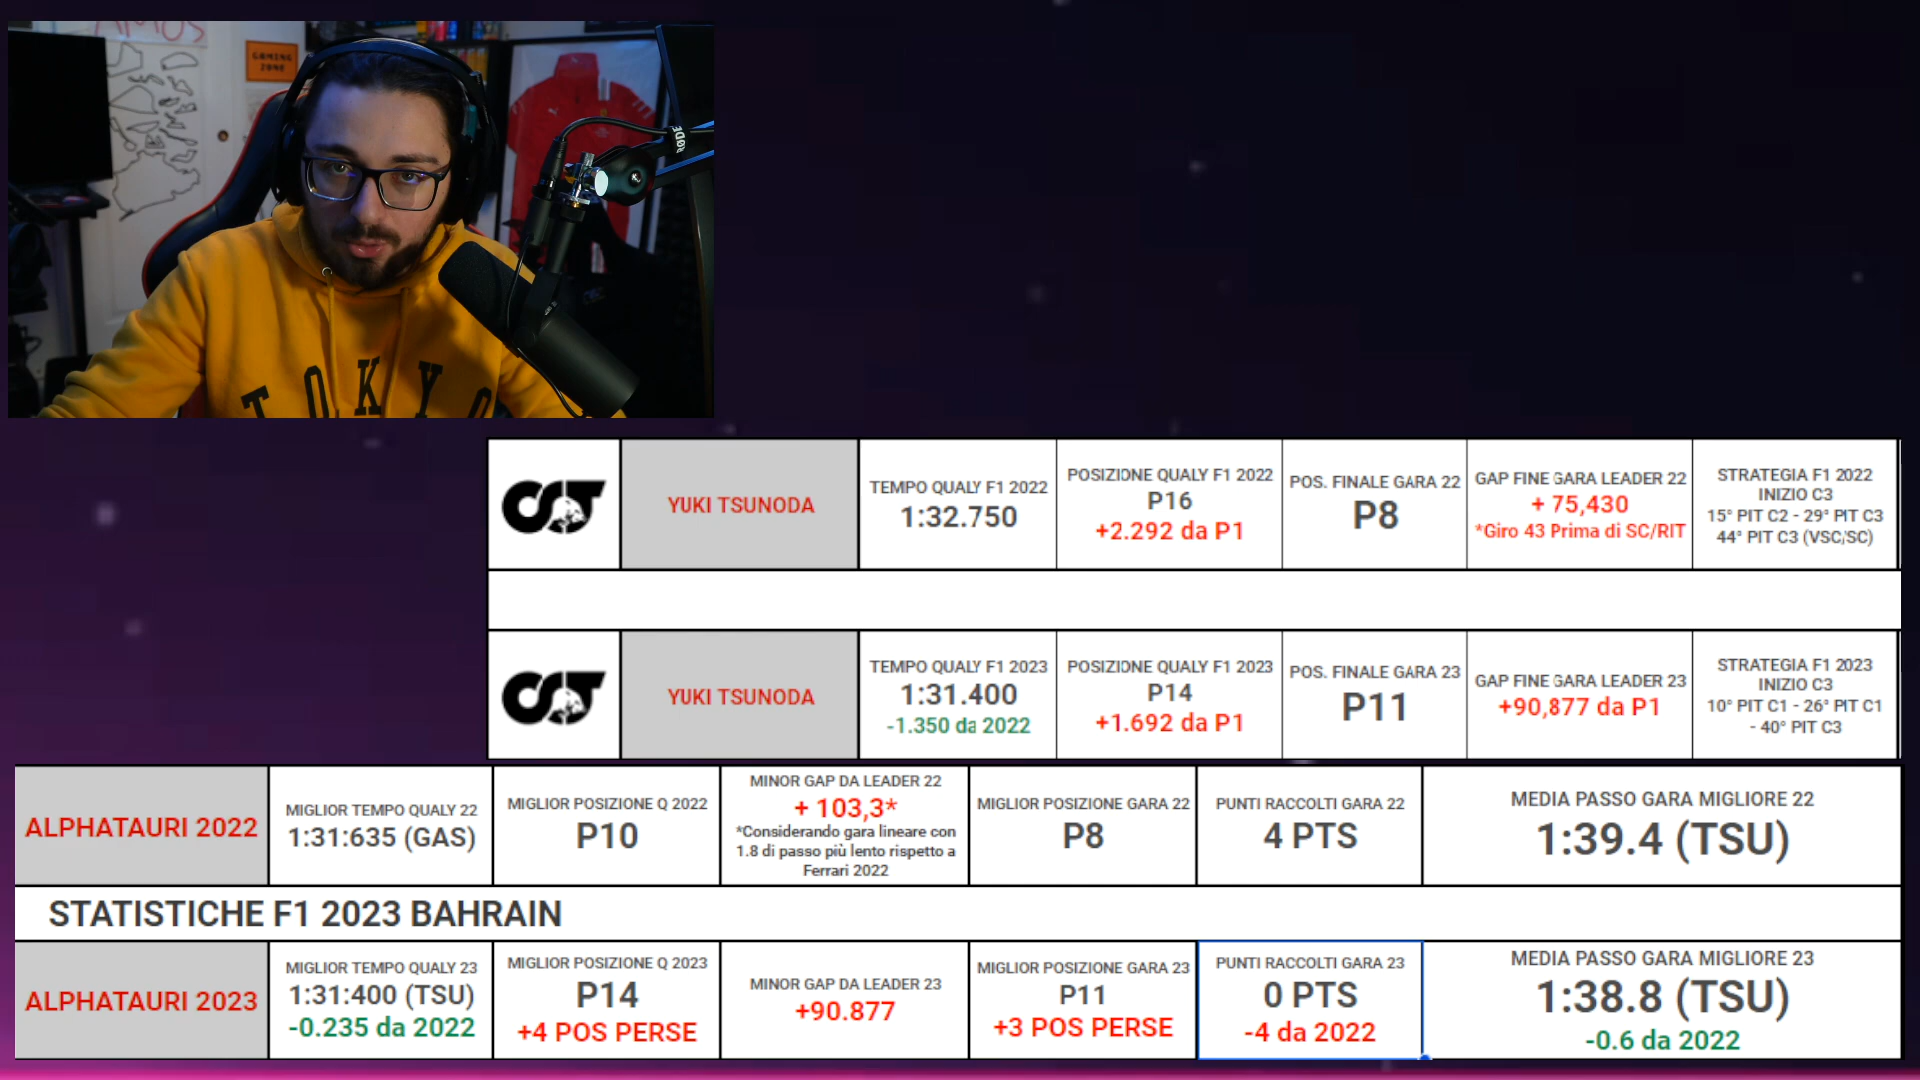 AMOS
GAMING
ZONE
RØDE
TOKYO
YUKI TSUNODA
TEMPO QUALY F1 2022
1:32.750
POSIZIONE QUALY F1 2022
P16
+2.292 da P1
POS. FINALE GARA 22
P8
GAP FINE GARA LEADER 22
+ 75,430
*Giro 43 Prima di SC/RIT
STRATEGIA F1 2022
INIZIO C3
15° PIT C2 - 29° PIT C3
44° PIT C3 (VSC/SC)
YUKI TSUNODA
TEMPO QUALY F1 2023
1:31.400
-1.350 da 2022
POSIZIONE QUALY F1 2023
P14
+1.692 da P1
POS. FINALE GARA 23
P11
GAP FINE GARA LEADER 23
+90,877 da P1
STRATEGIA F1 2023
INIZIO C3
10° PIT C1 - 26° PIT C1
- 40° PIT C3
ALPHATAURI 2022
MIGLIOR TEMPO QUALY 22
1:31:635 (GAS)
MIGLIOR POSIZIONE Q 2022
P10
MINOR GAP DA LEADER 22
+ 103,3*
*Considerando gara lineare con
1.8 di passo più lento rispetto a
Ferrari 2022
MIGLIOR POSIZIONE GARA 22
P8
PUNTI RACCOLTI GARA 22
4 PTS
MEDIA PASSO GARA MIGLIORE 22
1:39.4 (TSU)
STATISTICHE F1 2023 BAHRAIN
ALPHATAURI 2023
MIGLIOR TEMPO QUALY 23
1:31:400 (TSU)
-0.235 da 2022
MIGLIOR POSIZIONE Q 2023
P14
+4 POS PERSE
MINOR GAP DA LEADER 23
+90.877
MIGLIOR POSIZIONE GARA 23
P11
+3 POS PERSE
PUNTI RACCOLTI GARA 23
0 PTS
-4 da 2022
MEDIA PASSO GARA MIGLIORE 23
1:38.8 (TSU)
-0.6 da 2022